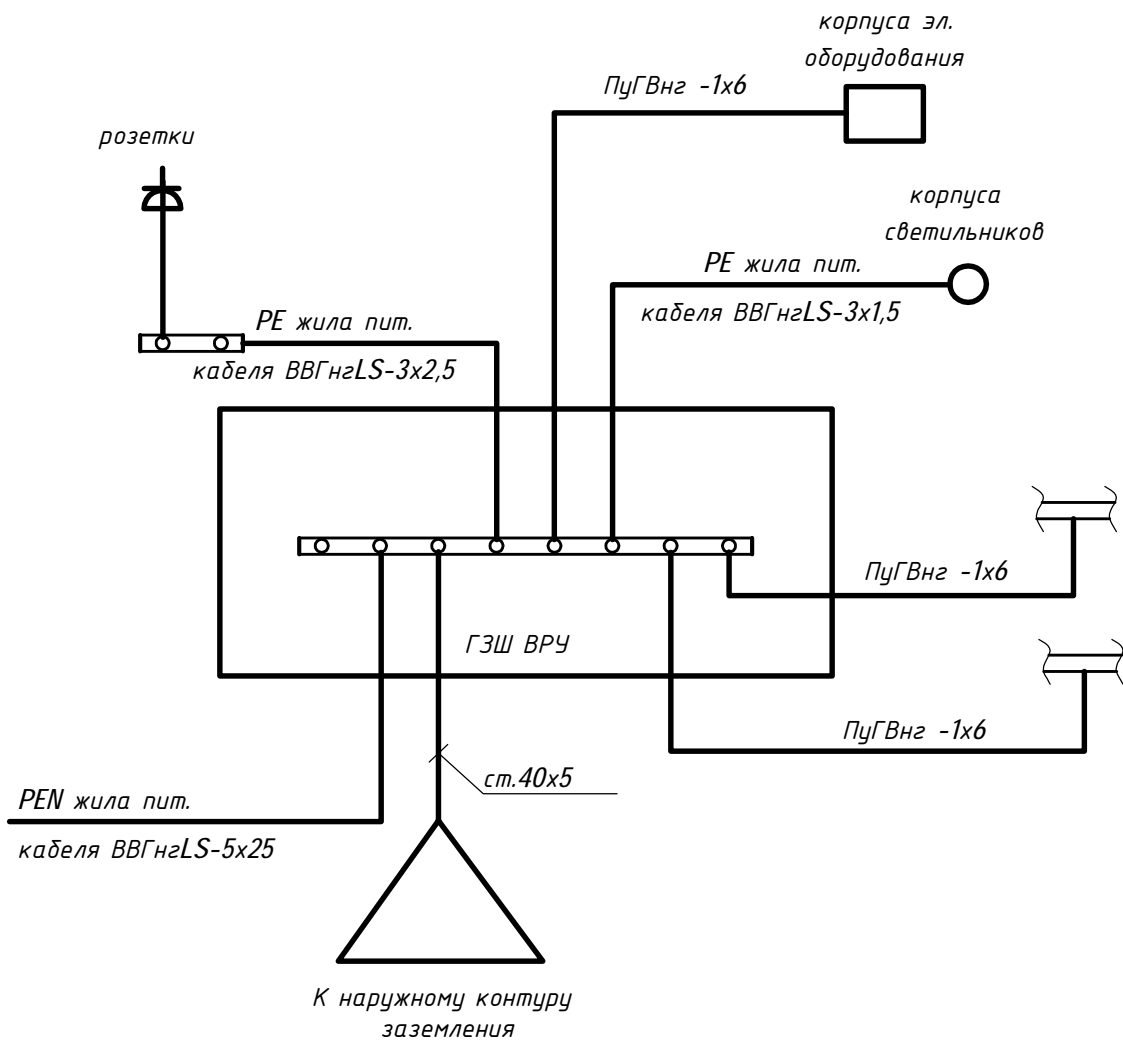 корпуса эл.
оборудования
ПуГВнг -1х6
розетки
корпуса
светильников
PE жила пит.
кабеля ВВГнгLS-3х1,5
PE жила пит.
кабеля ВВГнгLS-3х2,5
ПуГВнг -1х6
ГЗШ ВРУ
ПуГВнг -1х6
ст.40х5
PEN жила пит.
кабеля ВВГнгLS-5х25
К наружному контуру
заземления